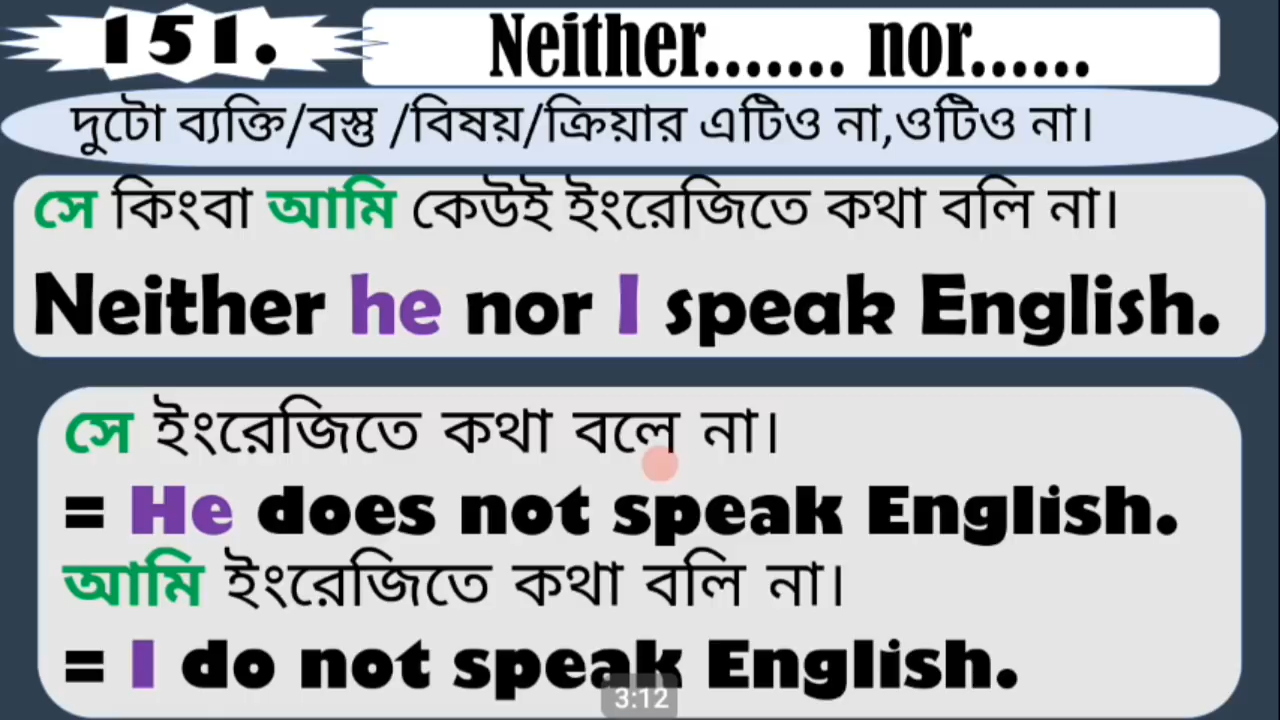 151.
Neither....... nor......
দুটো ব্যক্তি/বস্তু /বিষয়/ক্রিয়ার এটিও না,ওটিও না।
সে কিংবা আমি কেউই ইংরেজিতে কথা বলি না।
Neither he nor I speak English.
সে ইংরেজিতে কথা বলে না।
= He does not speak English.
আমি ইংরেজিতে কথা বলি না।
= I do not speak English.
3:12